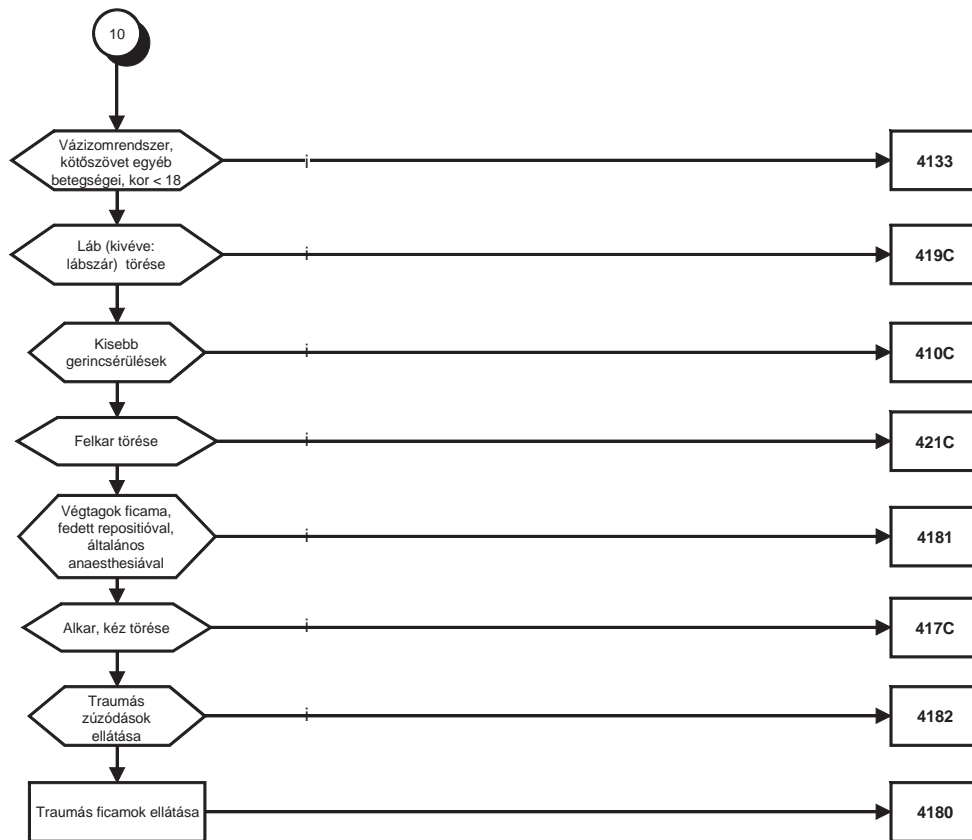 10
Vázizomrendszer,
kötőszövet egyéb
betegségei, kor < 18
i
4133
Láb (kivéve:
lábszár) törése
i
419C
Kisebb
gerincsérülések
i
410C
Felkar törése
i
421C
Végtagok ficama,
fedett repositióval,
általános
anaesthesiával
i
4181
Alkar, kéz törése
i
417C
Traumás
zúzódások
ellátása
i
4182
Traumás ficamok ellátása
4180